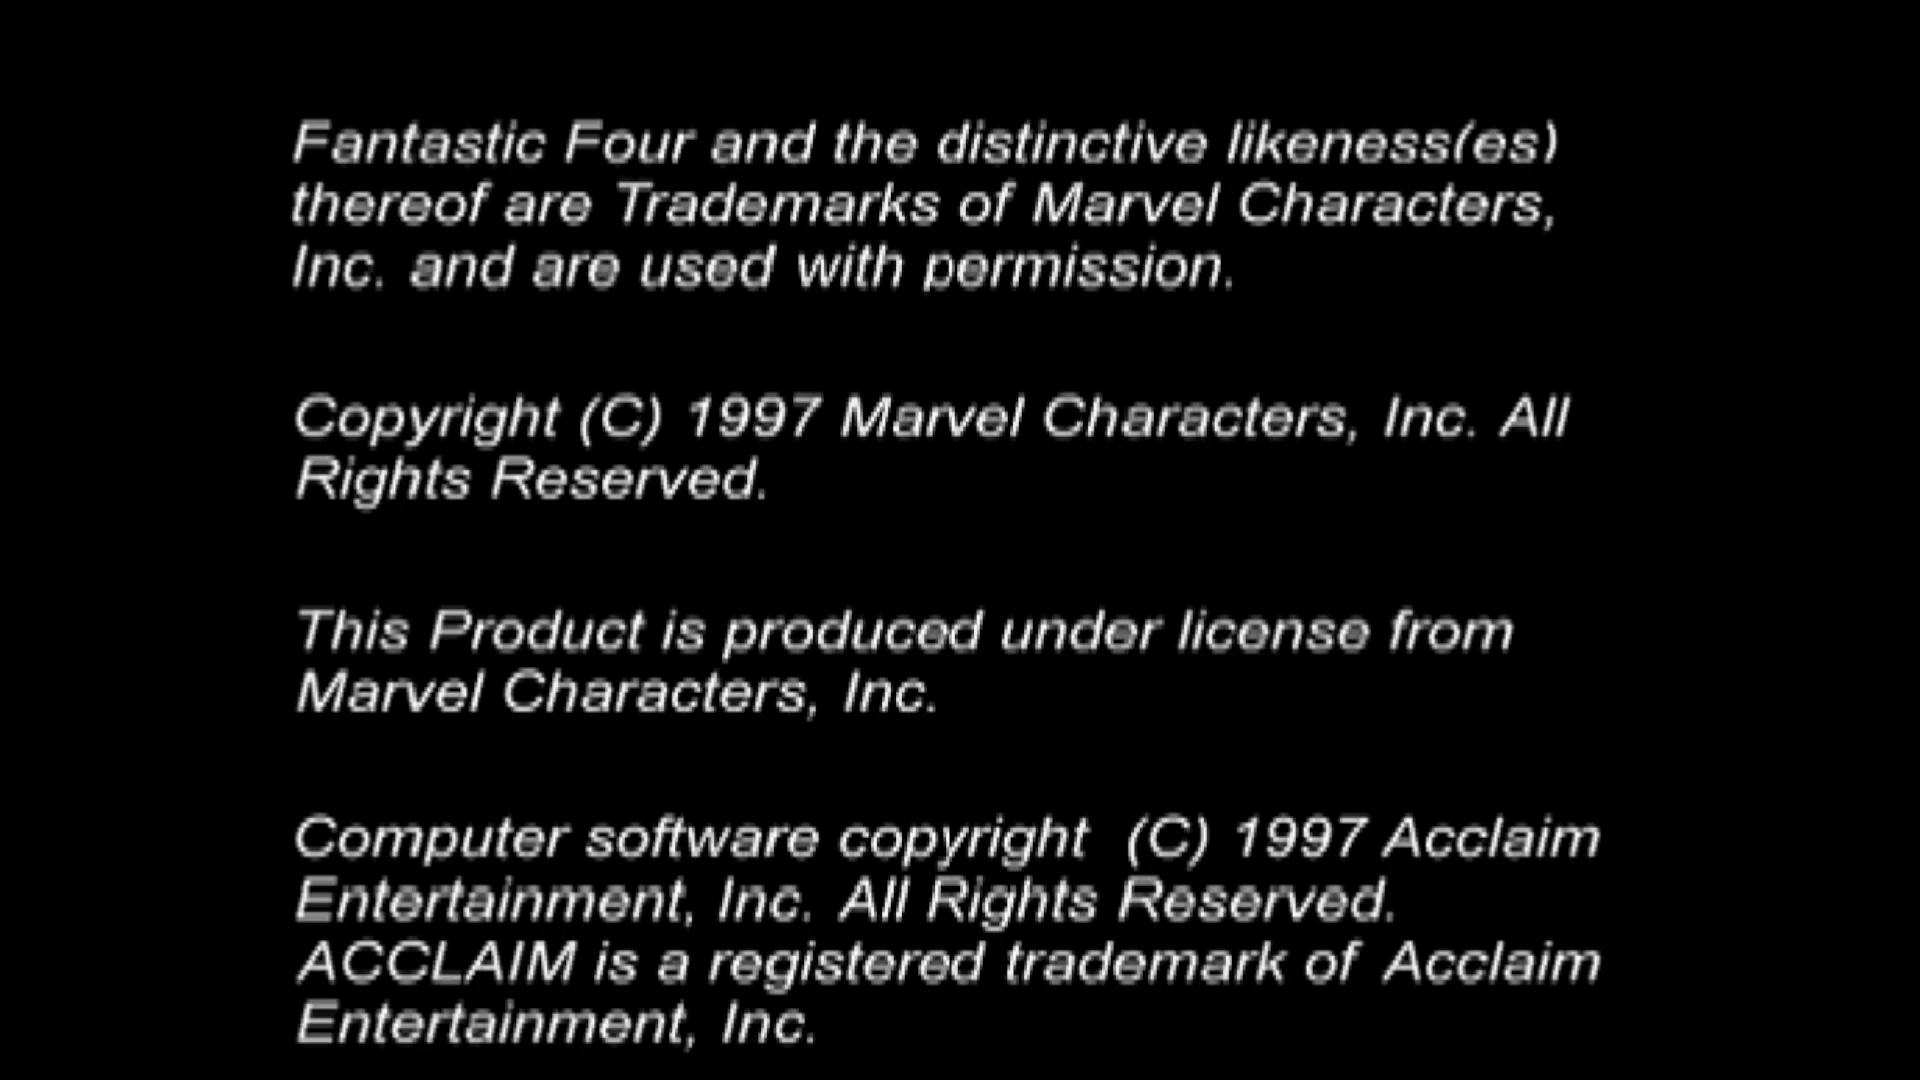 Fantastic Four and the distinctive likeness(es)
thereof are Trademarks of Marvel Characters,
Inc. and are used with permission.
Copyright (C) 1997 Marvel Characters, Inc. All
Rights Reserved.
This Product is produced under license from
Marvel Characters, Inc.
Computer software copyright  (C) 1997 Acclaim
Entertainment, Inc. All Rights Reserved.
ACCLAIM is a registered trademark of Acclaim
Entertainment, Inc.